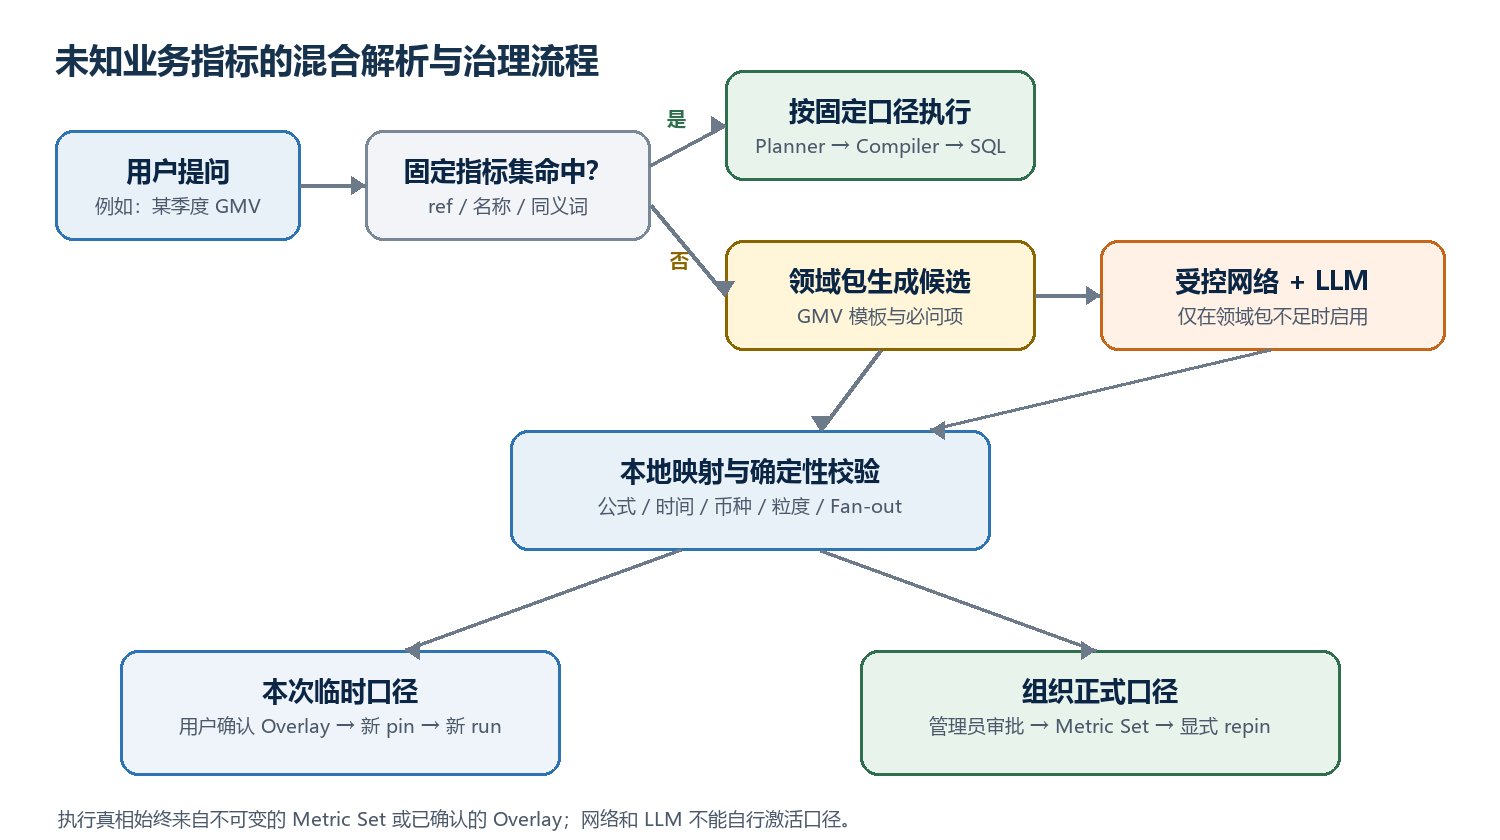 未知业务指标的混合解析与治理流程
用户提问
例如：某季度 GMV
固定指标集命中？
ref / 名称 / 同义词
是
按固定口径执行
Planner → Compiler → SQL
否
领域包生成候选
GMV 模板与必问项
受控网络 + LLM
仅在领域包不足时启用
本地映射与确定性校验
公式 / 时间 / 币种 / 粒度 / Fan-out
本次临时口径
用户确认 Overlay → 新 pin → 新 run
组织正式口径
管理员审批 → Metric Set → 显式 repin
执行真相始终来自不可变的 Metric Set 或已确认的 Overlay；网络和 LLM 不能自行激活口径。